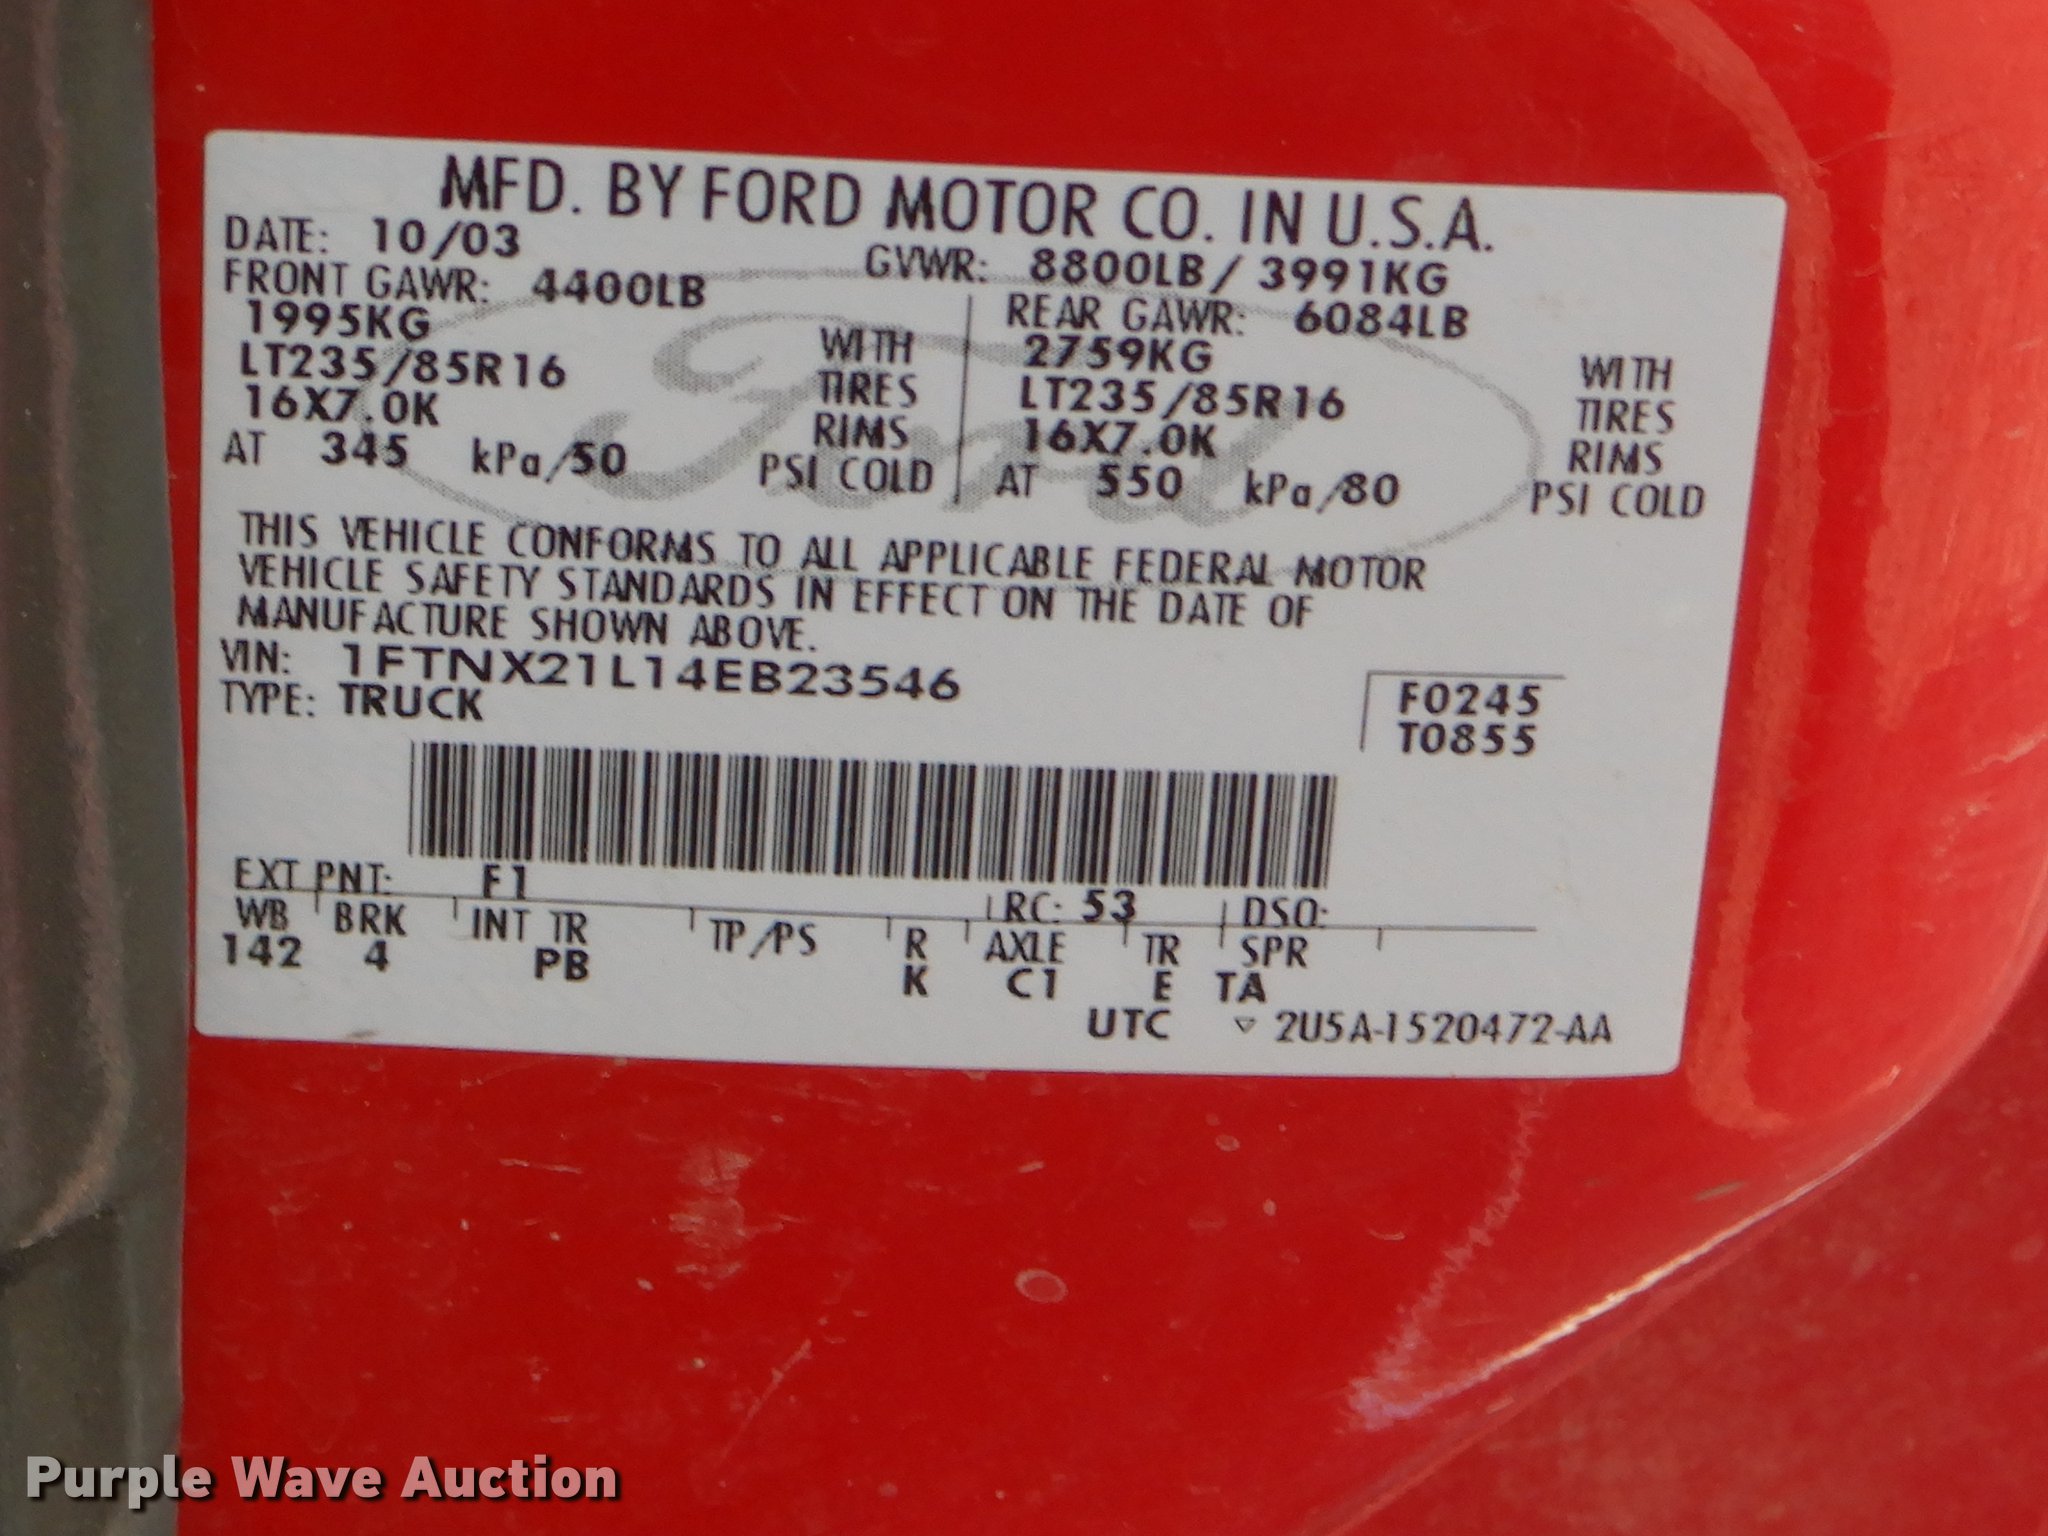 MFD. BY FORD MOTOR CO. IN U.S.A.
DATE: 10/03 GVWR: 8800LB / 3991KG
FRONT GAWR: 4400LB REAR GAWR: 6084LB
1995KG WITH 2759KG WITH
LT235/85R16 TIRES LT235/85R16 TIRES
16X7.0K RIMS 16X7.0K RIMS
AT 345 kPa/50 PSI COLD AT 550 kPa/80 PSI COLD
Ford
THIS VEHICLE CONFORMS TO ALL APPLICABLE FEDERAL MOTOR
VEHICLE SAFETY STANDARDS IN EFFECT ON THE DATE OF
MANUFACTURE SHOWN ABOVE.
VIN: 1FTNX21L14EB23546
TYPE: TRUCK
F0245
T0855
EXT PNT: F1 RC: 53 DSO:
WB BRK INT TR TP/PS R AXLE TR SPR
142 4 PB K C1 E TA
UTC ▽ 2U5A-1520472-AA
Purple Wave Auction